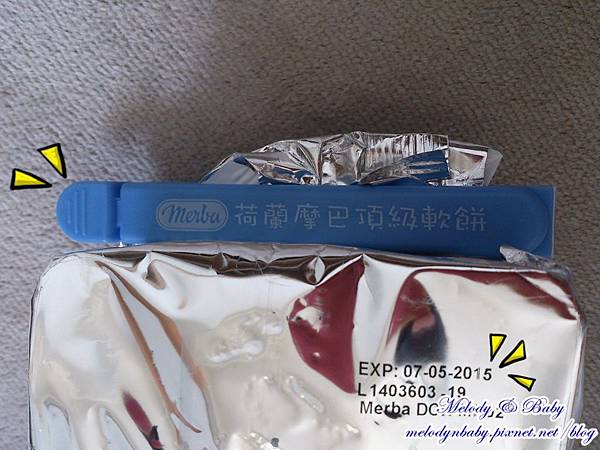 Merba 荷蘭摩巴頂級軟餅
EXP: 07-05-2015
L1403603 19
Merba
Melody & Baby
melodynbaby.pixnet.net/blog